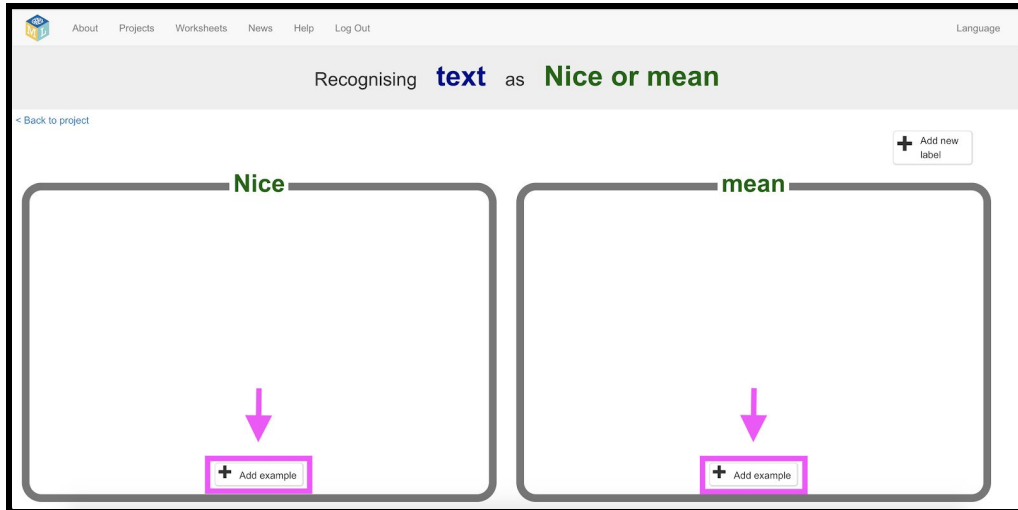 About Projects Worksheets News Help Log Out Language
Recognising text as Nice or mean
< Back to project
Add new
label
Nice mean
Add example Add example